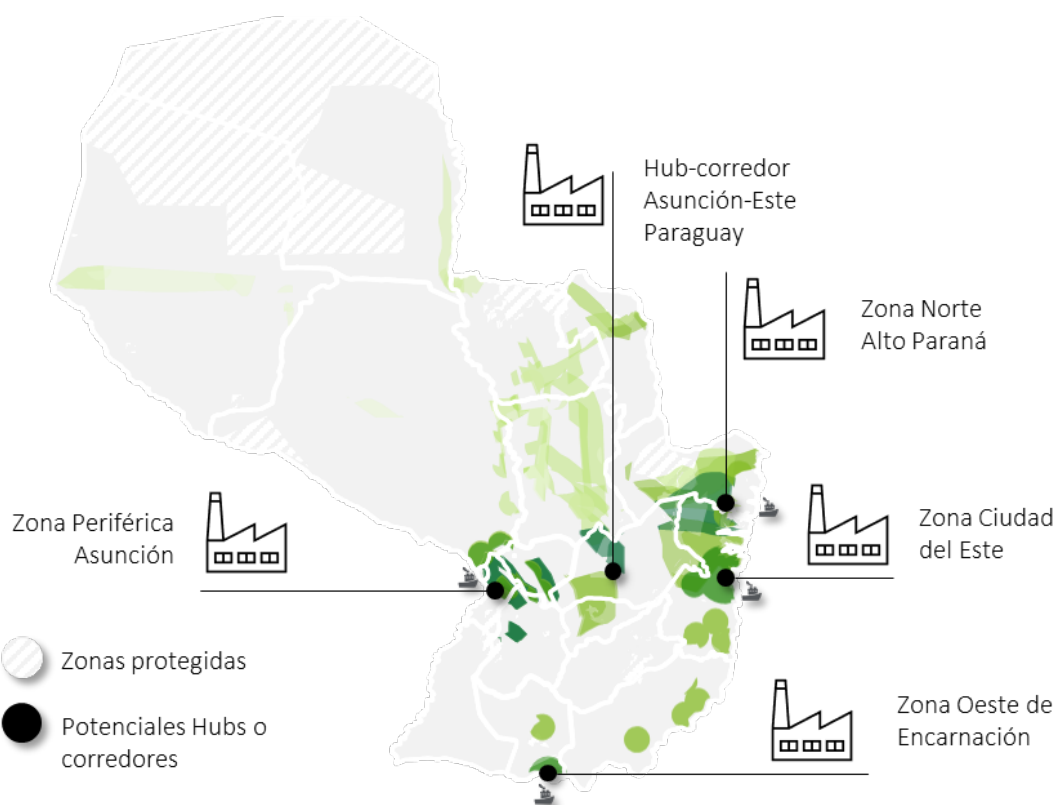 Hub-corredor
Asunción-Este
Paraguay
Zona Norte
Alto Paraná
Zona Periférica
Asunción
Zona Ciudad
del Este
Zonas protegidas
Potenciales Hubs o
corredores
Zona Oeste de
Encarnación